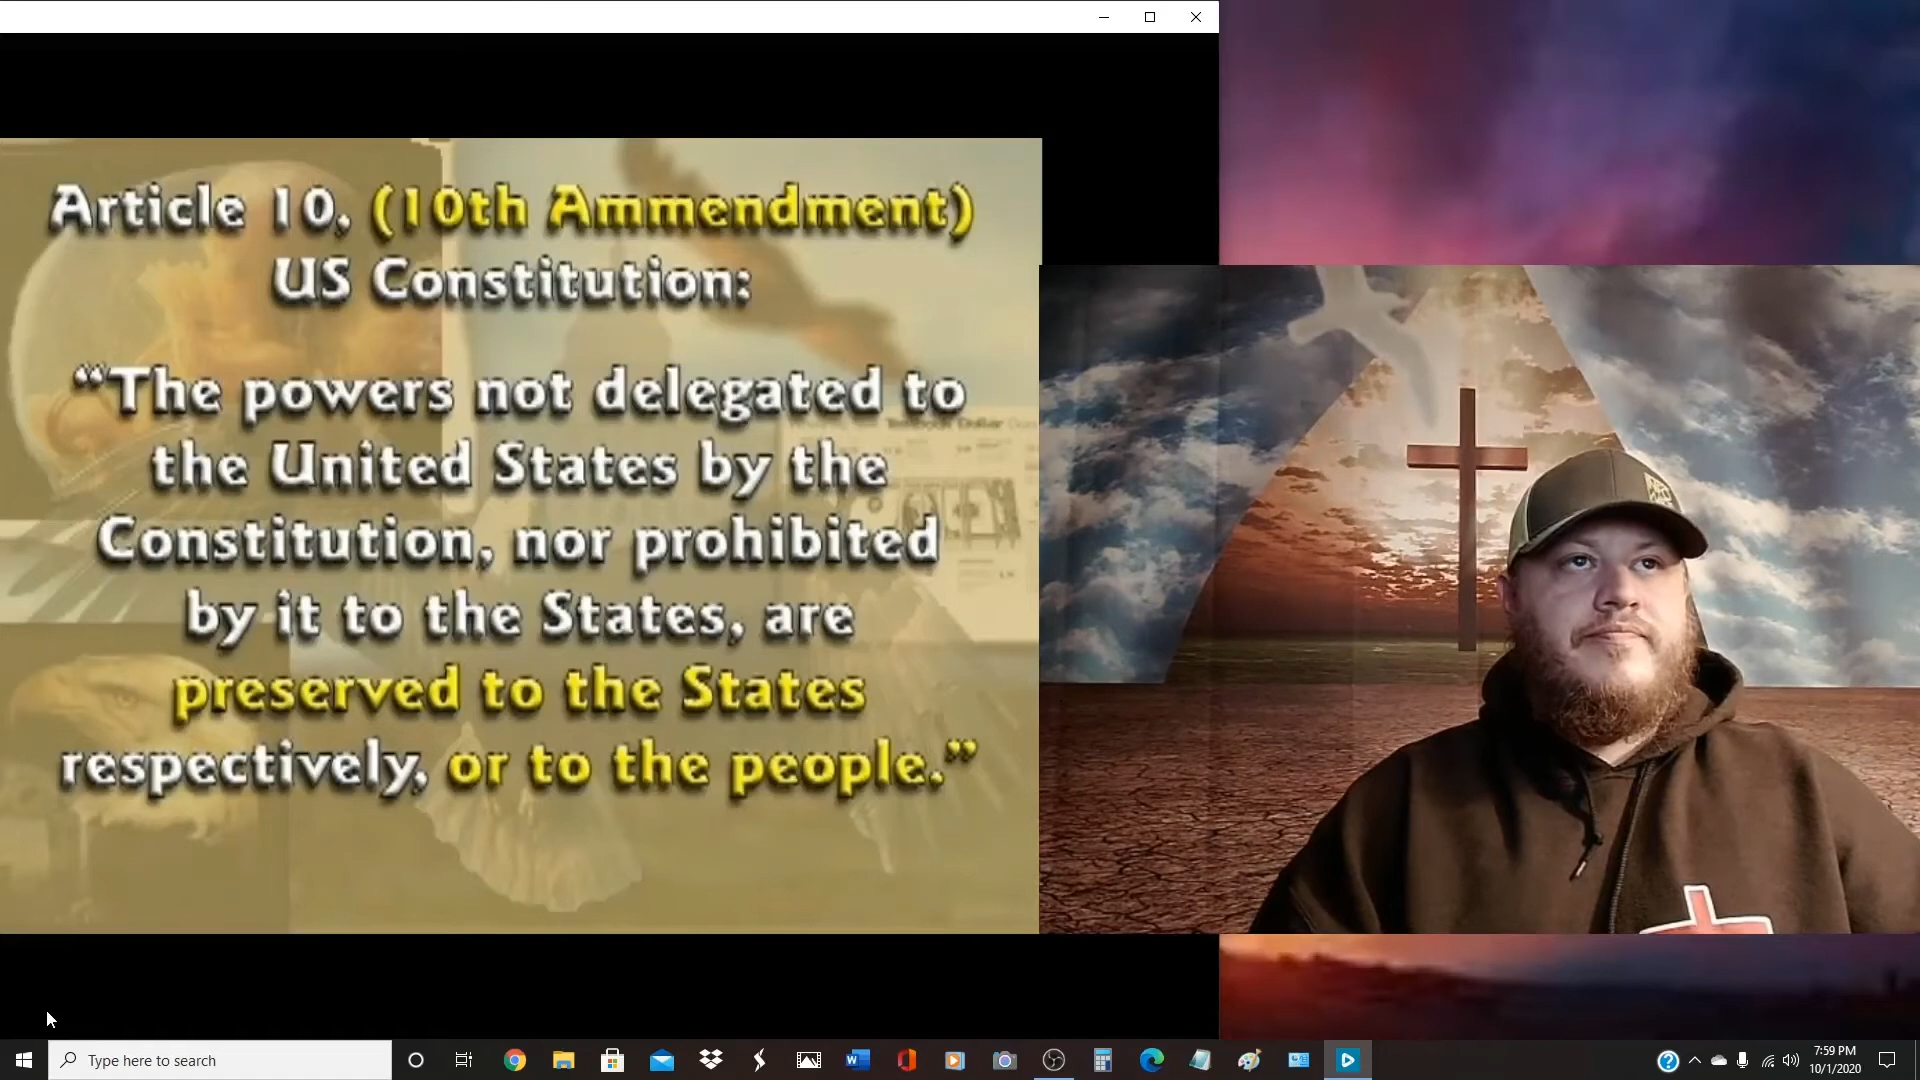 Article 10, (10th Ammendment)
US Constitution:
“The powers not delegated to
the United States by the
Constitution, nor prohibited
by it to the States, are
preserved to the States
respectively, or to the people.”
Type here to search
7:59 PM
10/1/2020